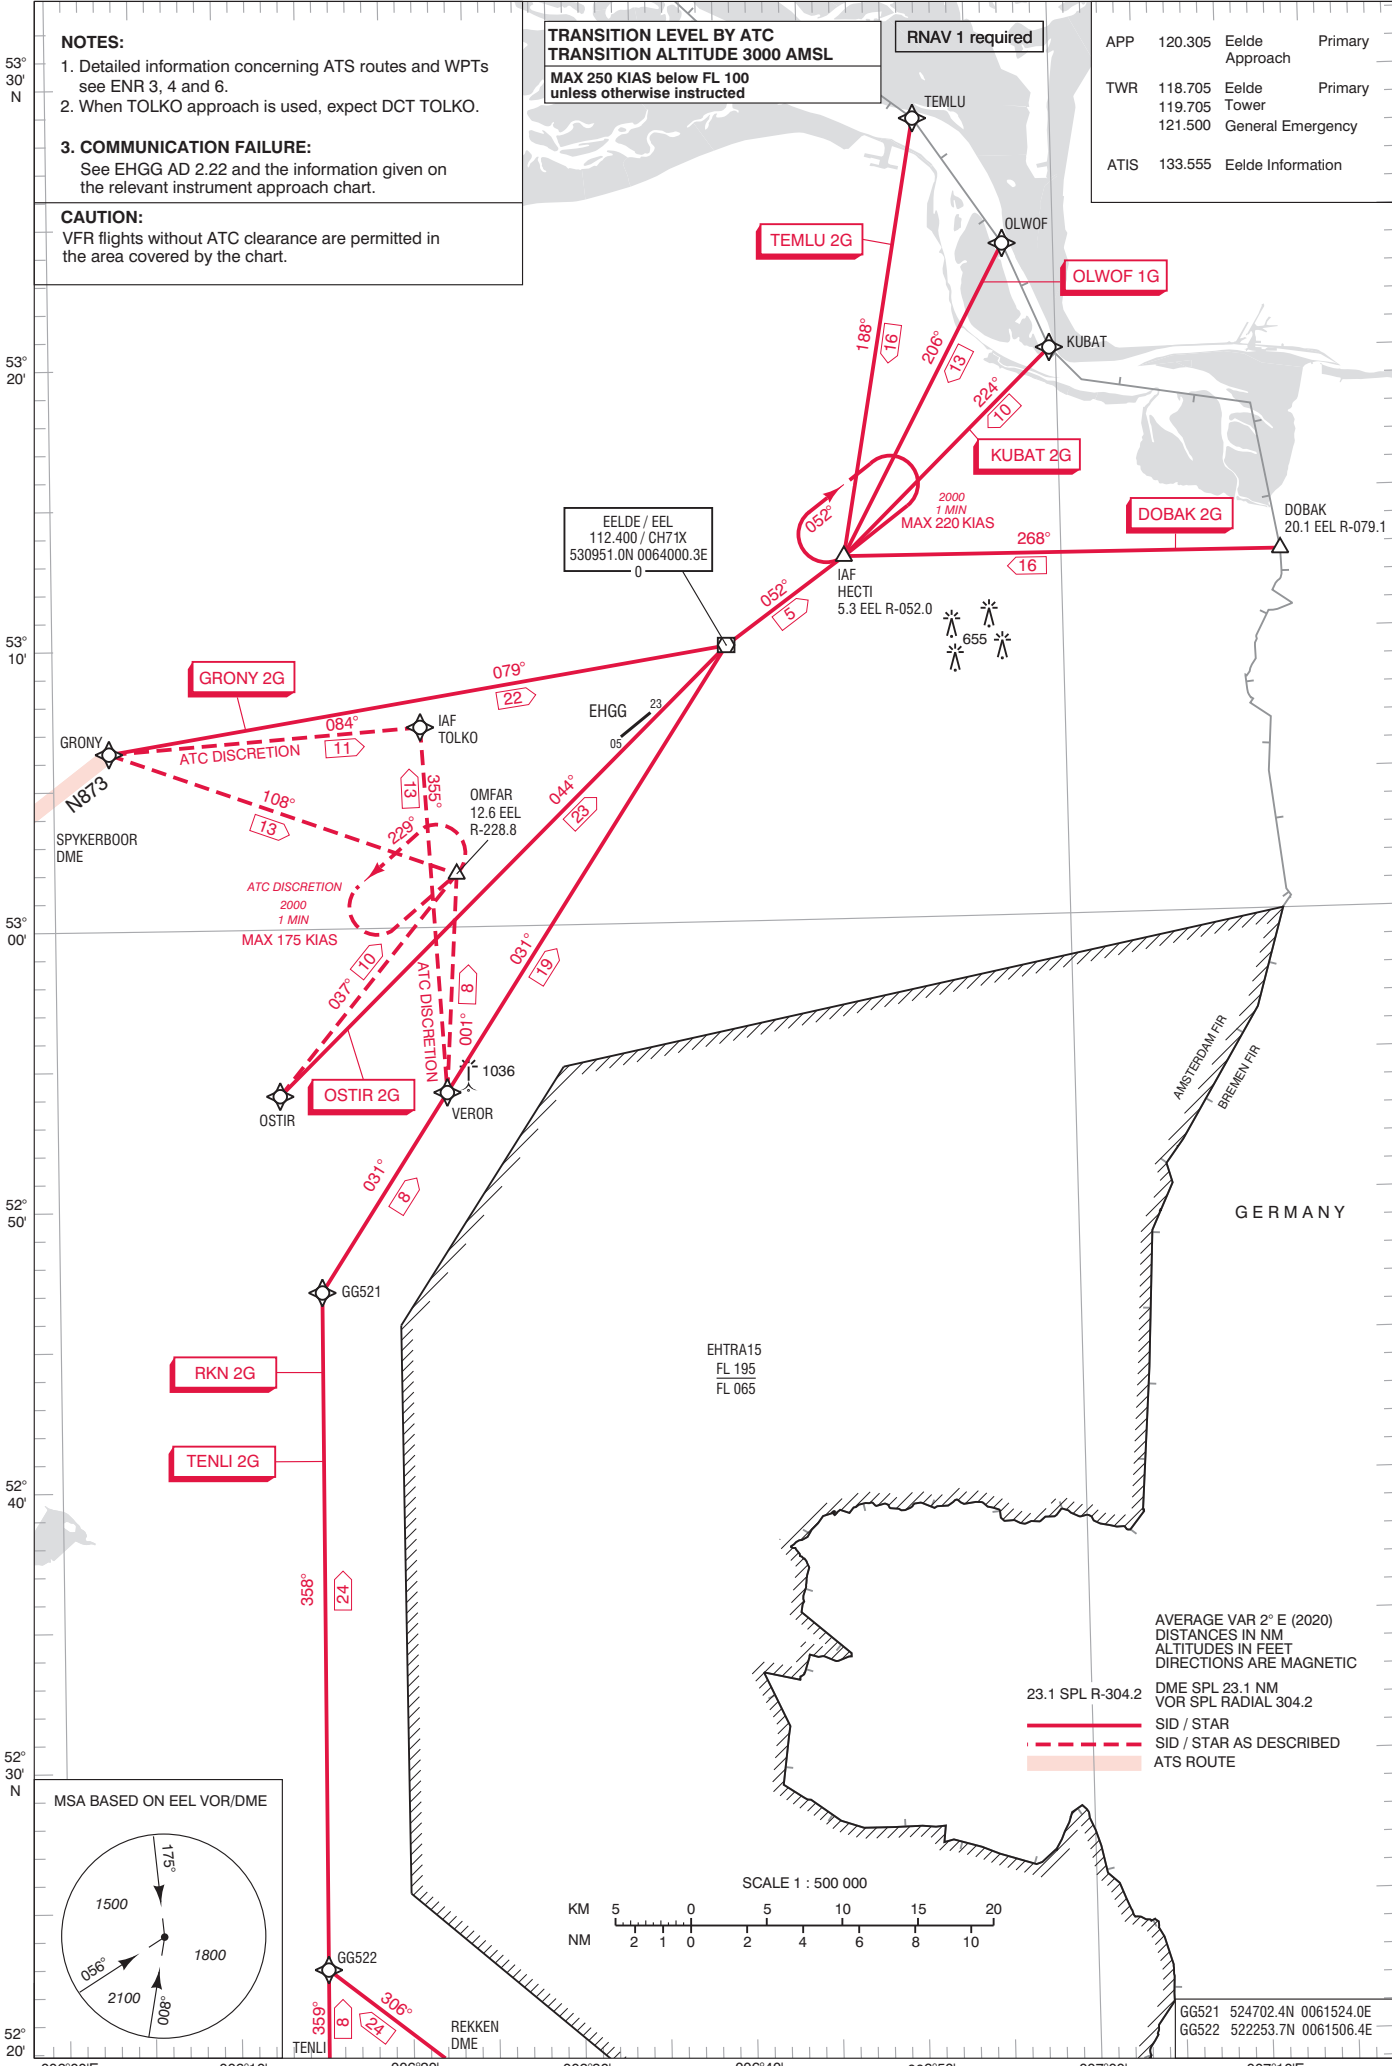 NOTES:
1. Detailed information concerning ATS routes and WPTs
see ENR 3, 4 and 6.
2. When TOLKO approach is used, expect DCT TOLKO.
3. COMMUNICATION FAILURE:
See EHGG AD 2.22 and the information given on
the relevant instrument approach chart.
CAUTION:
VFR flights without ATC clearance are permitted in
the area covered by the chart.
TRANSITION LEVEL BY ATC
TRANSITION ALTITUDE 3000 AMSL
MAX 250 KIAS below FL 100
unless otherwise instructed
RNAV 1 required
APP 120.305 Eelde Primary
Approach
TWR 118.705 Eelde Primary
119.705 Tower
121.500 General Emergency
ATIS 133.555 Eelde Information
53°
30'
N
53°
20'
53°
10'
53°
00'
52°
50'
52°
40'
52°
30'
N
52°
20'
TEMLU
OLWOF
KUBAT
TEMLU 2G
OLWOF 1G
KUBAT 2G
DOBAK 2G
188°
16
206°
13
224°
10
268°
16
DOBAK
20.1 EEL R-079.1
2000
1 MIN
MAX 220 KIAS
052°
IAF
HECTI
5.3 EEL R-052.0
052°
5
EELDE / EEL
112.400 / CH71X
530951.0N 0064000.3E
0
655
GRONY 2G
079°
22
EHGG
23
05
GRONY
N873
SPYKERBOOR
DME
084°
11
ATC DISCRETION
IAF
TOLKO
108°
13
355°
13
OMFAR
12.6 EEL
R-228.8
229°
044°
23
ATC DISCRETION
2000
1 MIN
MAX 175 KIAS
037°
10
ATC DISCRETION
001°
8
031°
19
1036
OSTIR 2G
OSTIR
VEROR
031°
8
GG521
RKN 2G
TENLI 2G
358°
24
GG522
359°
8
306°
24
TENLI
REKKEN
DME
EHTRA15
FL 195
FL 065
AMSTERDAM FIR
BREMEN FIR
GERMANY
AVERAGE VAR 2° E (2020)
DISTANCES IN NM
ALTITUDES IN FEET
DIRECTIONS ARE MAGNETIC
23.1 SPL R-304.2 DME SPL 23.1 NM
VOR SPL RADIAL 304.2
SID / STAR
SID / STAR AS DESCRIBED
ATS ROUTE
MSA BASED ON EEL VOR/DME
175°
1500
1800
056°
2100
008°
SCALE 1 : 500 000
KM 5 0 5 10 15 20
NM 2 1 0 2 4 6 8 10
GG521 524702.4N 0061524.0E
GG522 522253.7N 0061506.4E